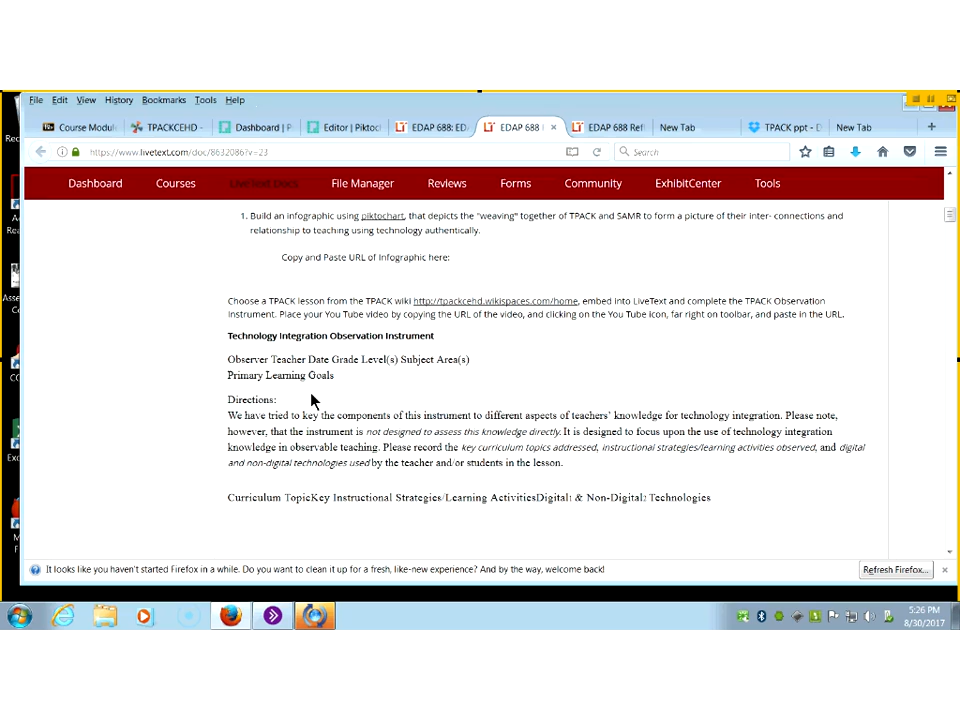 File Edit View History Bookmarks Tools Help
Course Modul TPACKCEHD - Dashboard | P Editor | Piktoc EDAP 688: ED. EDAP 688 EDAP 688 Refl New Tab TPACK ppt - D New Tab
https://www.livetext.com/doc/8632086?v=23 Search
Dashboard Courses LiveText Docs File Manager Reviews Forms Community ExhibitCenter Tools
1. Build an infographic using piktochart, that depicts the "weaving" together of TPACK and SAMR to form a picture of their inter- connections and
relationship to teaching using technology authentically.
Copy and Paste URL of Infographic here:
Choose a TPACK lesson from the TPACK wiki http://tpackcehd.wikispaces.com/home, embed into LiveText and complete the TPACK Observation
Instrument. Place your You Tube video by copying the URL of the video, and clicking on the You Tube icon, far right on toolbar, and paste in the URL.
Technology Integration Observation Instrument
Observer Teacher Date Grade Level(s) Subject Area(s)
Primary Learning Goals
Directions:
We have tried to key the components of this instrument to different aspects of teachers' knowledge for technology integration. Please note,
however, that the instrument is not designed to assess this knowledge directly. It is designed to focus upon the use of technology integration
knowledge in observable teaching. Please record the key curriculum topics addressed, instructional strategies/learning activities observed, and digital
and non-digital technologies used by the teacher and/or students in the lesson.
Curriculum TopicKey Instructional Strategies/Learning ActivitiesDigital1 & Non-Digital2 Technologies
It looks like you haven't started Firefox in a while. Do you want to clean it up for a fresh, like-new experience? And by the way, welcome back! Refresh Firefox...
5:26 PM
8/30/2017